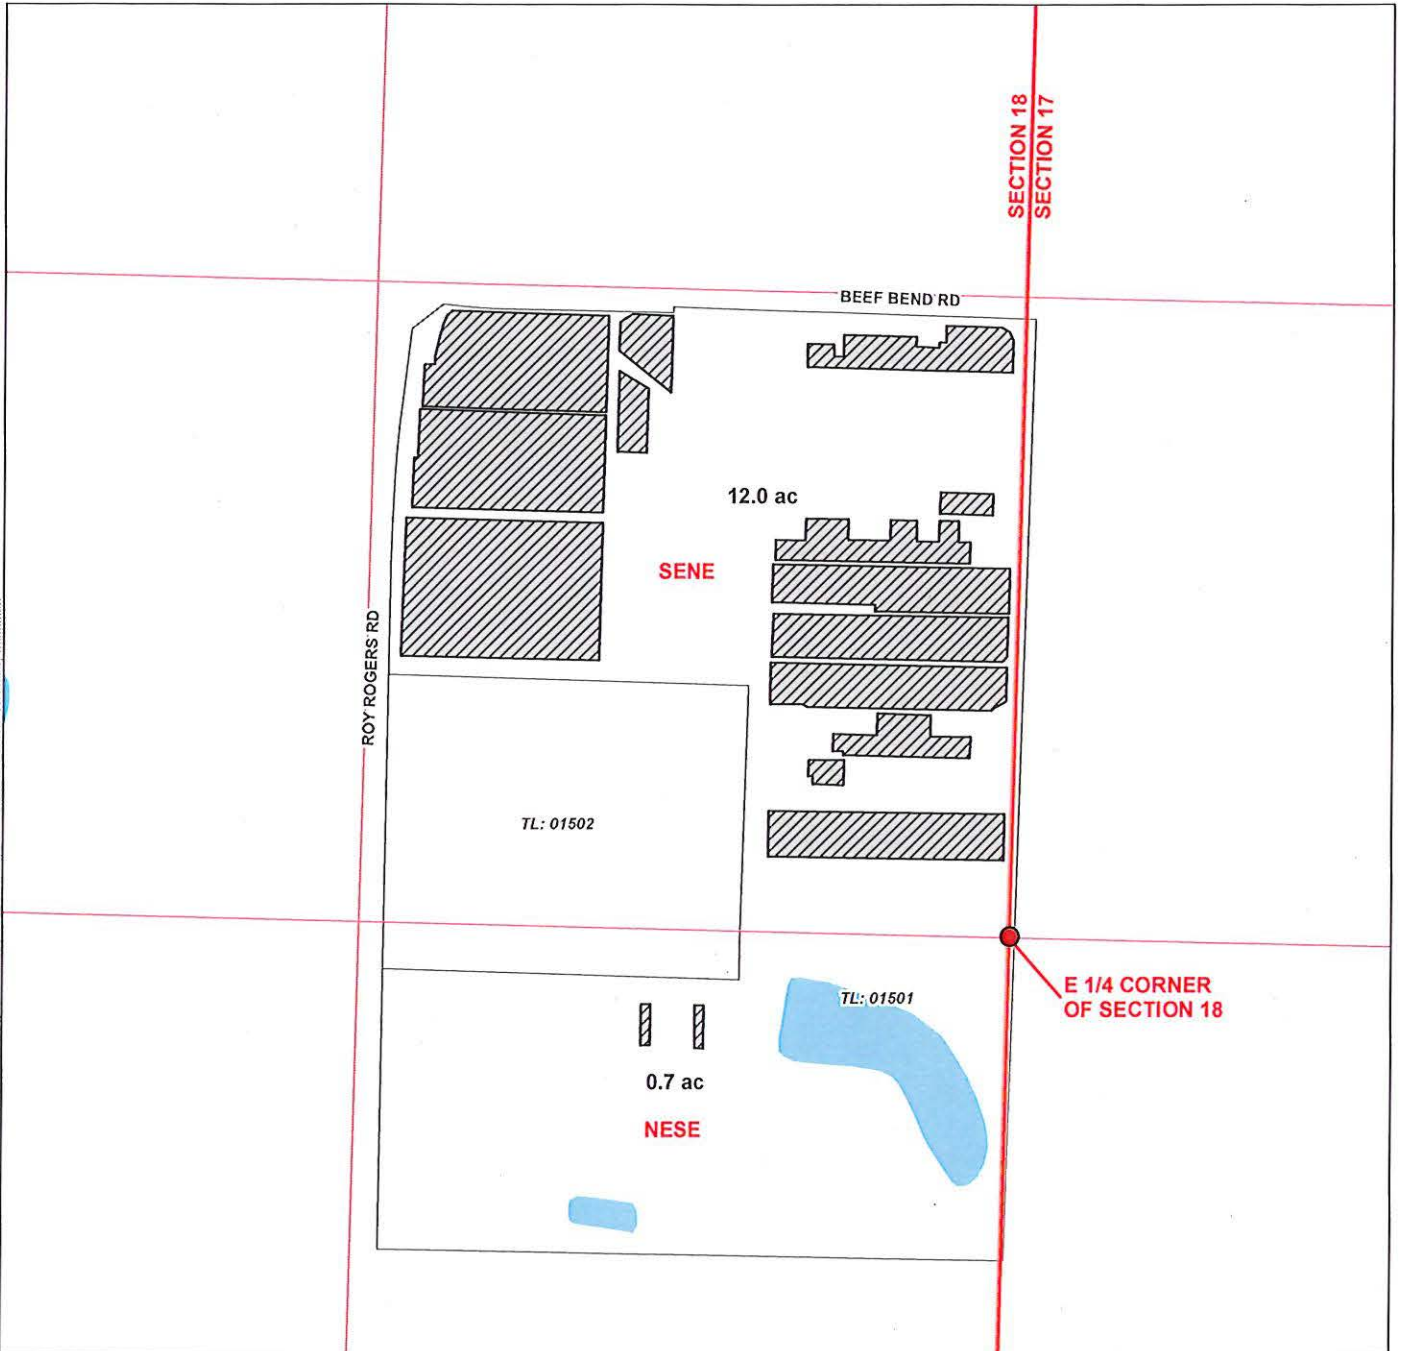 SECTION 18
SECTION 17
BEEF BEND RD
12.0 ac
SENE
ROY ROGERS RD
TL: 01502
E 1/4 CORNER
OF SECTION 18
TL: 01501
0.7 ac
NESE